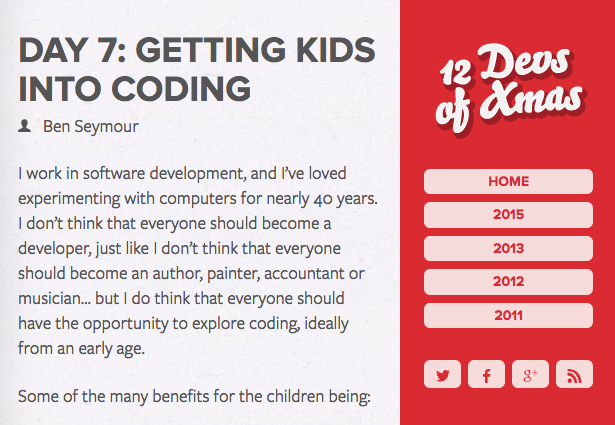 DAY 7: GETTING KIDS
INTO CODING
Ben Seymour
I work in software development, and I’ve loved
experimenting with computers for nearly 40 years.
I don’t think that everyone should become a
developer, just like I don’t think that everyone
should become an author, painter, accountant or
musician... but I do think that everyone should
have the opportunity to explore coding, ideally
from an early age.
Some of the many benefits for the children being:
12 Devs
of Xmas
HOME
2015
2013
2012
2011
g+